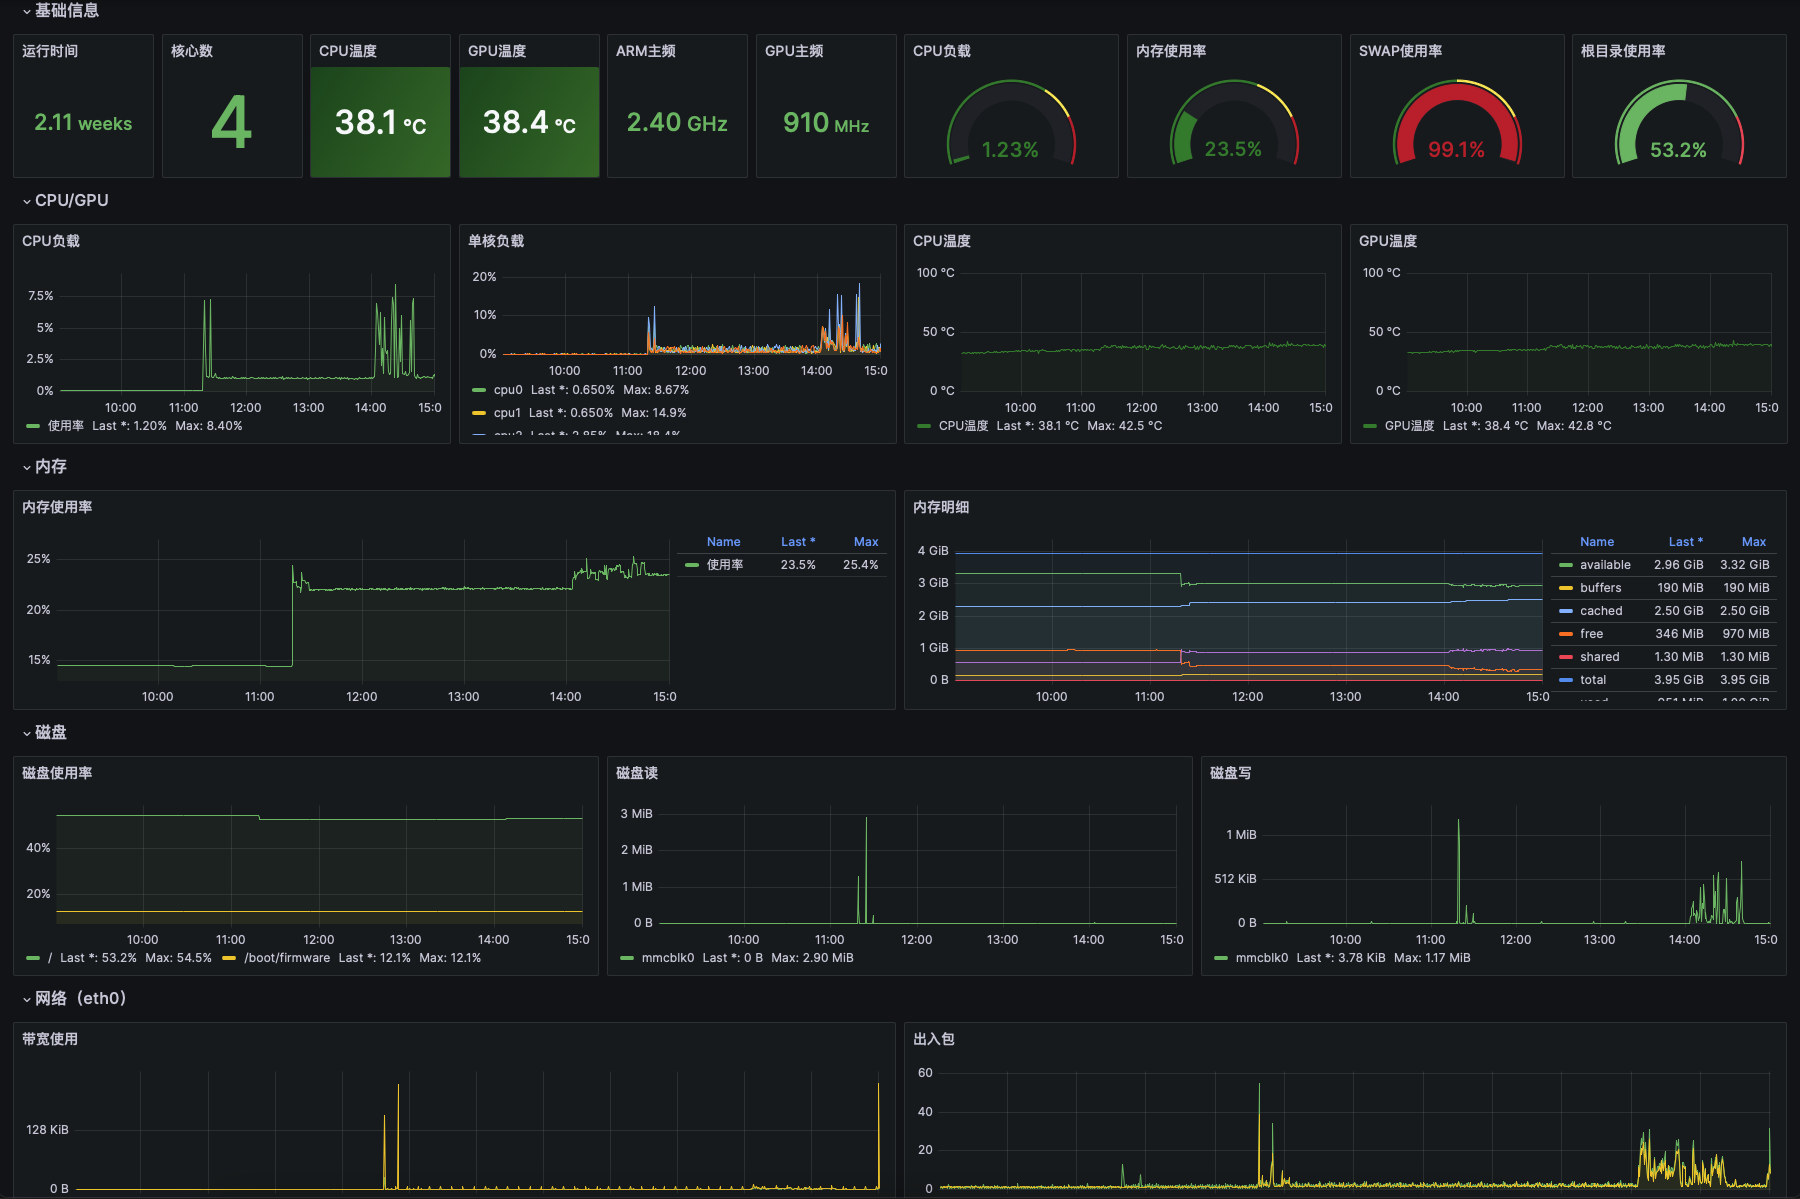 基础信息
运行时间
2.11 weeks
核心数
4
CPU温度
38.1 °C
GPU温度
38.4 °C
ARM主频
2.40 GHz
GPU主频
910 MHz
CPU负载
1.23%
内存使用率
23.5%
SWAP使用率
99.1%
根目录使用率
53.2%
CPU/GPU
CPU负载
7.5%
5%
2.5%
0%
10:00 11:00 12:00 13:00 14:00 15:0
使用率 Last *: 1.20% Max: 8.40%
单核负载
20%
10%
0%
10:00 11:00 12:00 13:00 14:00 15:0
cpu0 Last *: 0.650% Max: 8.67%
cpu1 Last *: 0.650% Max: 14.9%
cpu2 Last *: 2.85% Max: 18.4%
CPU温度
100 °C
50 °C
0 °C
10:00 11:00 12:00 13:00 14:00 15:0
CPU温度 Last *: 38.1 °C Max: 42.5 °C
GPU温度
100 °C
50 °C
0 °C
10:00 11:00 12:00 13:00 14:00 15:0
GPU温度 Last *: 38.4 °C Max: 42.8 °C
内存
内存使用率
25%
20%
15%
10:00 11:00 12:00 13:00 14:00 15:0
Name Last * Max
使用率 23.5% 25.4%
内存明细
4 GiB
3 GiB
2 GiB
1 GiB
0 B
10:00 11:00 12:00 13:00 14:00 15:0
Name Last * Max
available 2.96 GiB 3.32 GiB
buffers 190 MiB 190 MiB
cached 2.50 GiB 2.50 GiB
free 346 MiB 970 MiB
shared 1.30 MiB 1.30 MiB
total 3.95 GiB 3.95 GiB
used
磁盘
磁盘使用率
40%
20%
10:00 11:00 12:00 13:00 14:00 15:0
/ Last *: 53.2% Max: 54.5% /boot/firmware Last *: 12.1% Max: 12.1%
磁盘读
3 MiB
2 MiB
1 MiB
0 B
10:00 11:00 12:00 13:00 14:00 15:0
mmcblk0 Last *: 0 B Max: 2.90 MiB
磁盘写
1 MiB
512 KiB
0 B
10:00 11:00 12:00 13:00 14:00 15:0
mmcblk0 Last *: 3.78 KiB Max: 1.17 MiB
网络（eth0）
带宽使用
128 KiB
0 B
出入包
60
40
20
0